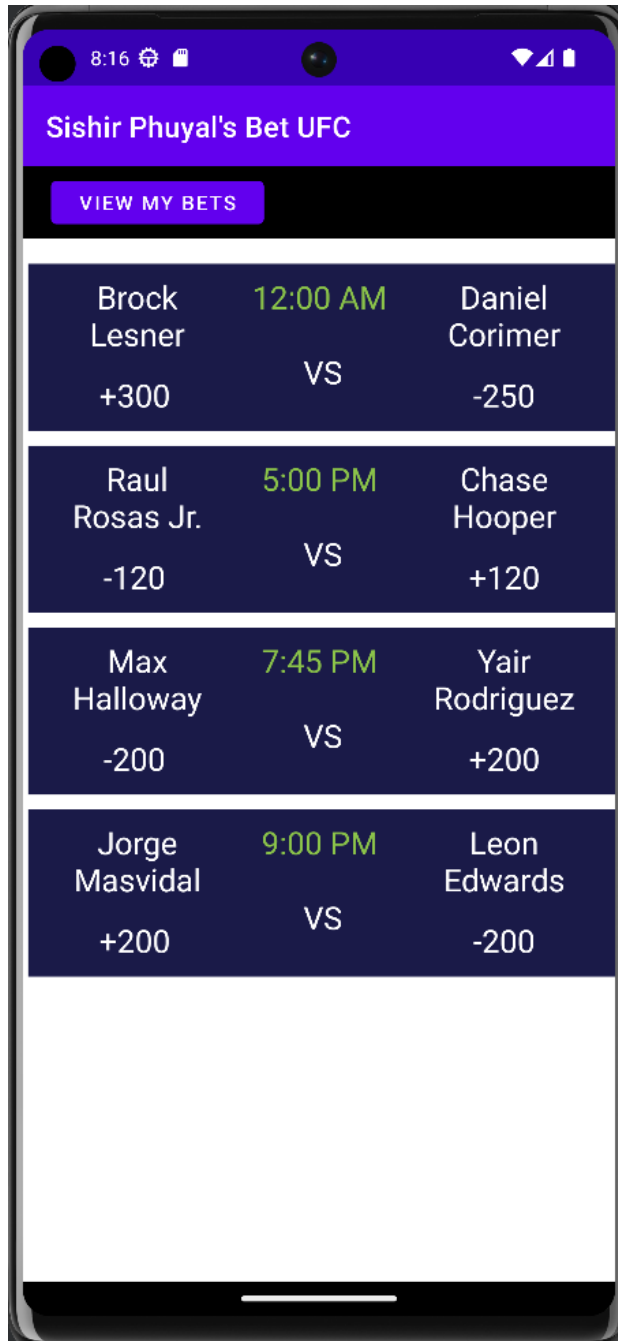 8:16
Sishir Phuyal's Bet UFC
VIEW MY BETS
Brock
Lesner
+300
12:00 AM
VS
Daniel
Corimer
-250
Raul
Rosas Jr.
-120
5:00 PM
VS
Chase
Hooper
+120
Max
Halloway
-200
7:45 PM
VS
Yair
Rodriguez
+200
Jorge
Masvidal
+200
9:00 PM
VS
Leon
Edwards
-200